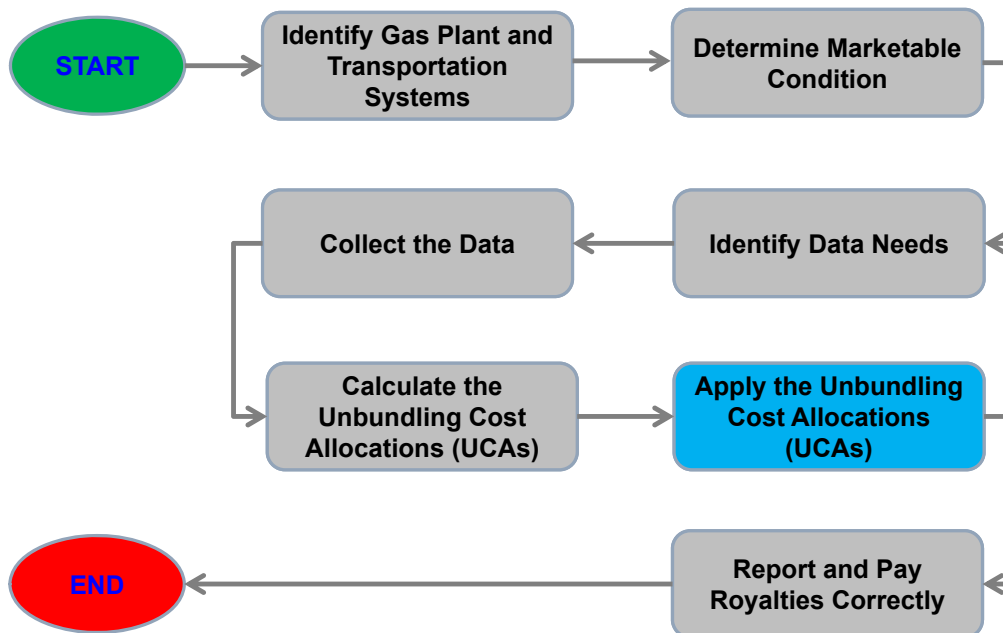 START
Identify Gas Plant and
Transportation
Systems
Determine Marketable
Condition
Identify Data Needs
Collect the Data
Calculate the
Unbundling Cost
Allocations (UCAs)
Apply the Unbundling
Cost Allocations
(UCAs)
Report and Pay
Royalties Correctly
END